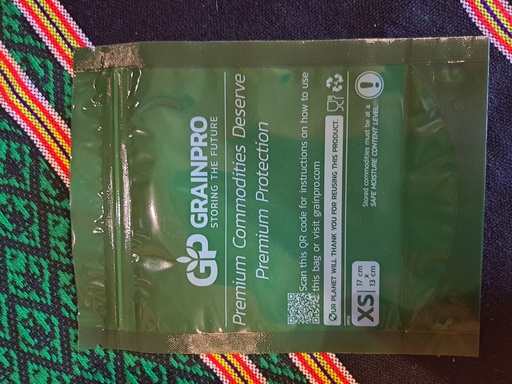 GP GRAINPRO
STORING THE FUTURE
Premium Commodities Deserve
Premium Protection
Scan this QR code for instructions on how to use
this bag or visit grainpro.com
OUR PLANET WILL THANK YOU FOR REUSING THIS PRODUCT
XS
17 cm
x
13 cm
Stored commodities must be at a
SAFE MOISTURE CONTENT LEVEL.